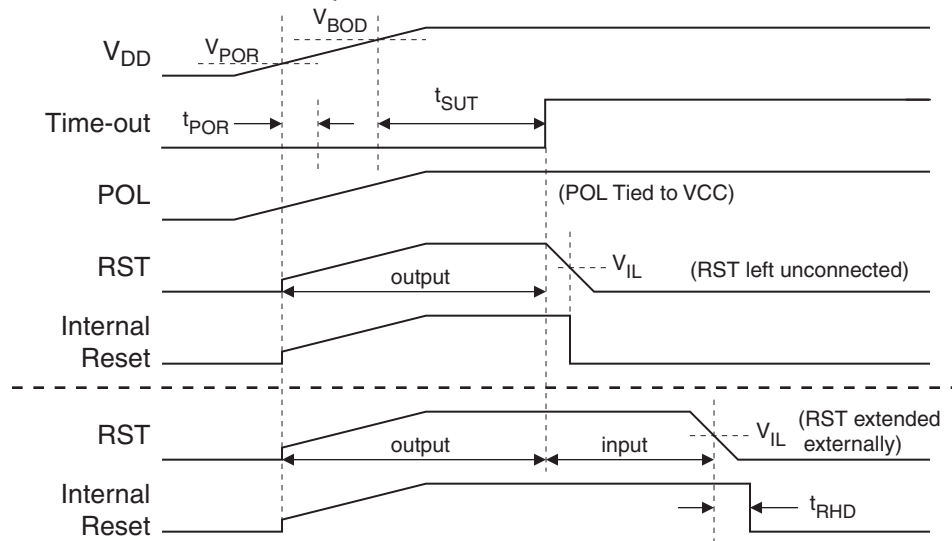 V_BOD
V_POR
V_DD
t_SUT
Time-out
t_POR
POL
(POL Tied to VCC)
RST
V_IL
(RST left unconnected)
output
Internal
Reset
RST
V_IL
(RST extended
externally)
output
input
Internal
Reset
t_RHD